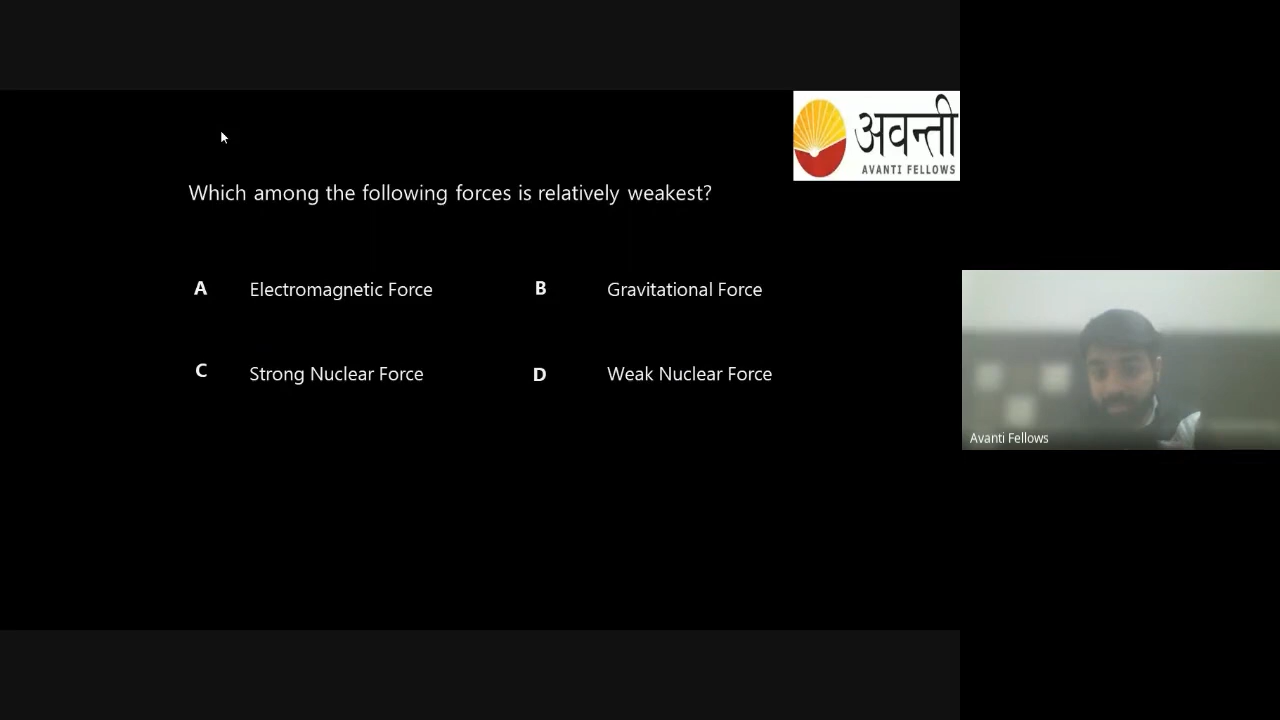 अवन्ती
AVANTI FELLOWS
Which among the following forces is relatively weakest?
A Electromagnetic Force B Gravitational Force
C Strong Nuclear Force D Weak Nuclear Force
Avanti Fellows